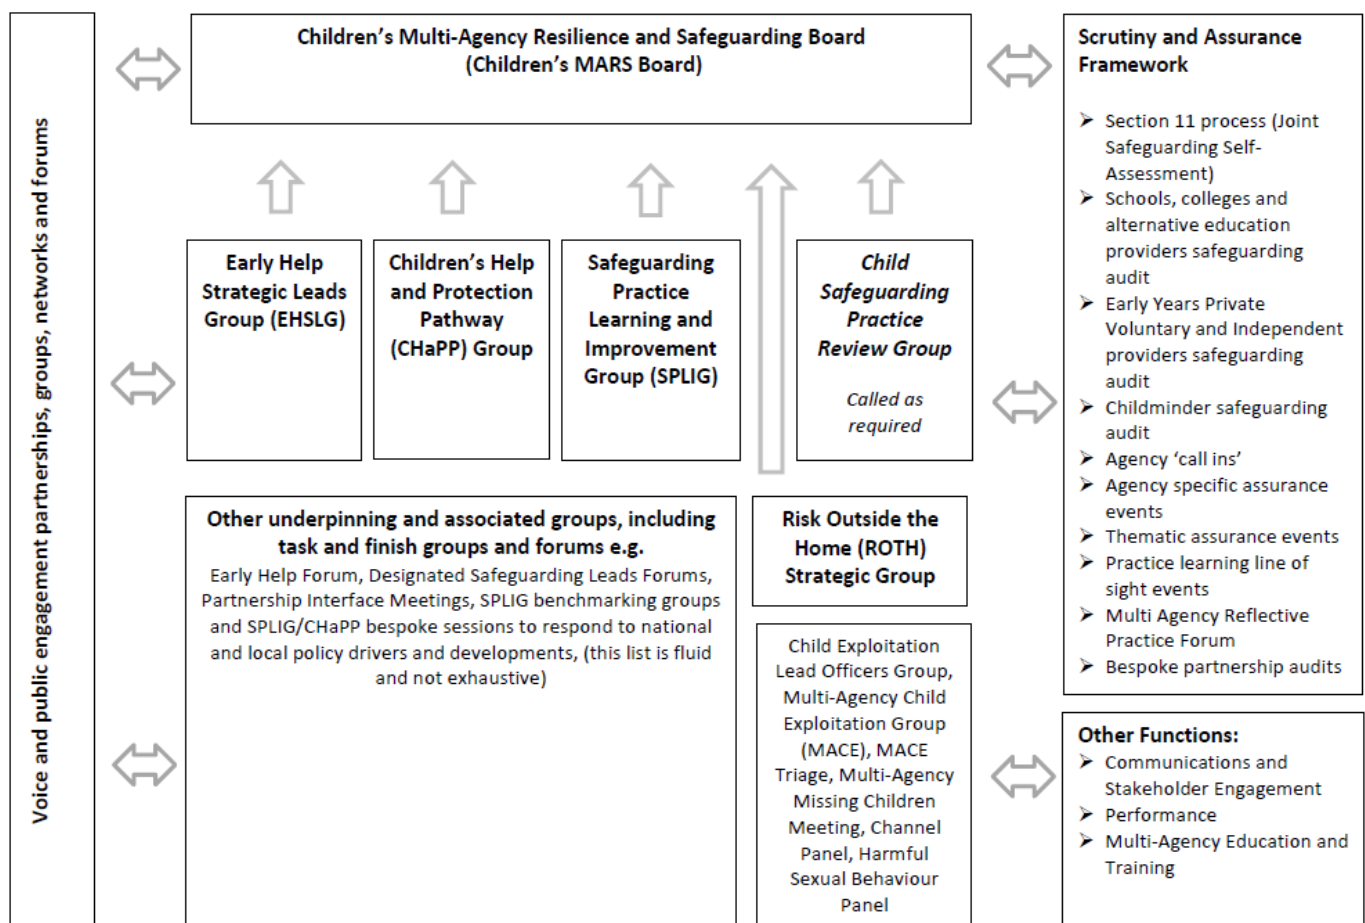 Voice and public engagement partnerships, groups, networks and forums
Children’s Multi-Agency Resilience and Safeguarding Board
(Children’s MARS Board)
Early Help
Strategic Leads
Group (EHSLG)
Children’s Help
and Protection
Pathway
(CHaPP) Group
Safeguarding
Practice
Learning and
Improvement
Group (SPLIG)
Child
Safeguarding
Practice
Review Group
Called as
required
Other underpinning and associated groups, including
task and finish groups and forums e.g.
Early Help Forum, Designated Safeguarding Leads Forums,
Partnership Interface Meetings, SPLIG benchmarking groups
and SPLIG/CHaPP bespoke sessions to respond to national
and local policy drivers and developments, (this list is fluid
and not exhaustive)
Risk Outside the
Home (ROTH)
Strategic Group
Child Exploitation
Lead Officers Group,
Multi-Agency Child
Exploitation Group
(MACE), MACE
Triage, Multi-Agency
Missing Children
Meeting, Channel
Panel, Harmful
Sexual Behaviour
Panel
Scrutiny and Assurance
Framework
➢ Section 11 process (Joint
Safeguarding Self-
Assessment)
➢ Schools, colleges and
alternative education
providers safeguarding
audit
➢ Early Years Private
Voluntary and Independent
providers safeguarding
audit
➢ Childminder safeguarding
audit
➢ Agency ‘call ins’
➢ Agency specific assurance
events
➢ Thematic assurance events
➢ Practice learning line of
sight events
➢ Multi Agency Reflective
Practice Forum
➢ Bespoke partnership audits
Other Functions:
➢ Communications and
Stakeholder Engagement
➢ Performance
➢ Multi-Agency Education and
Training